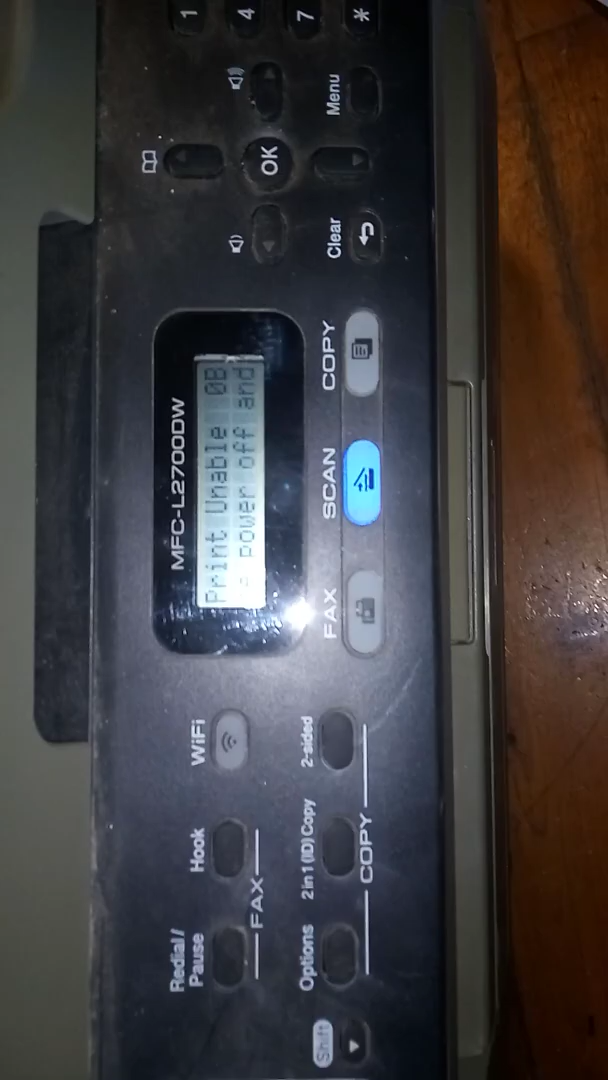 MFC-L2700DW
Print Unable 0B
power off and
WiFi
FAX
SCAN
COPY
Redial /
Pause
Hook
FAX
Options
2 in 1 (ID) Copy
2-sided
COPY
Shift
OK
Clear
Menu
1
4
7
*